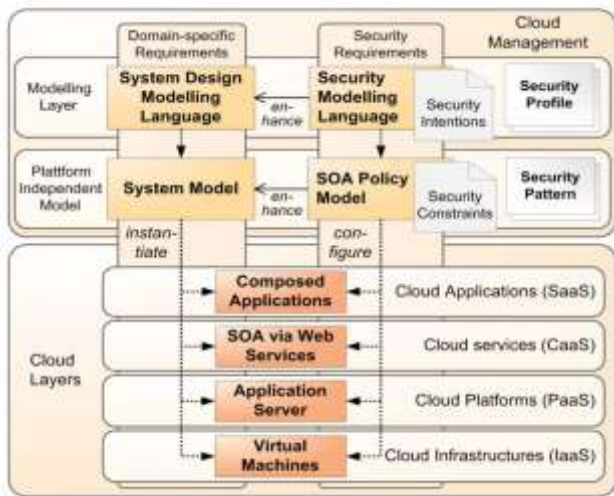 Domain-specific
Requirements
Security
Requirements
Cloud
Management
Modelling
Layer
System Design
Modelling
Language
en-
hance
Security
Modelling
Language
Security
Intentions
Security
Profile
Plattform
Independent
Model
System Model
en-
hance
SOA Policy
Model
Security
Constraints
Security
Pattern
instan-
tiate
con-
figure
Cloud
Layers
Composed
Applications
Cloud Applications (SaaS)
SOA via Web
Services
Cloud services (CaaS)
Application
Server
Cloud Platforms (PaaS)
Virtual
Machines
Cloud Infrastructures (IaaS)